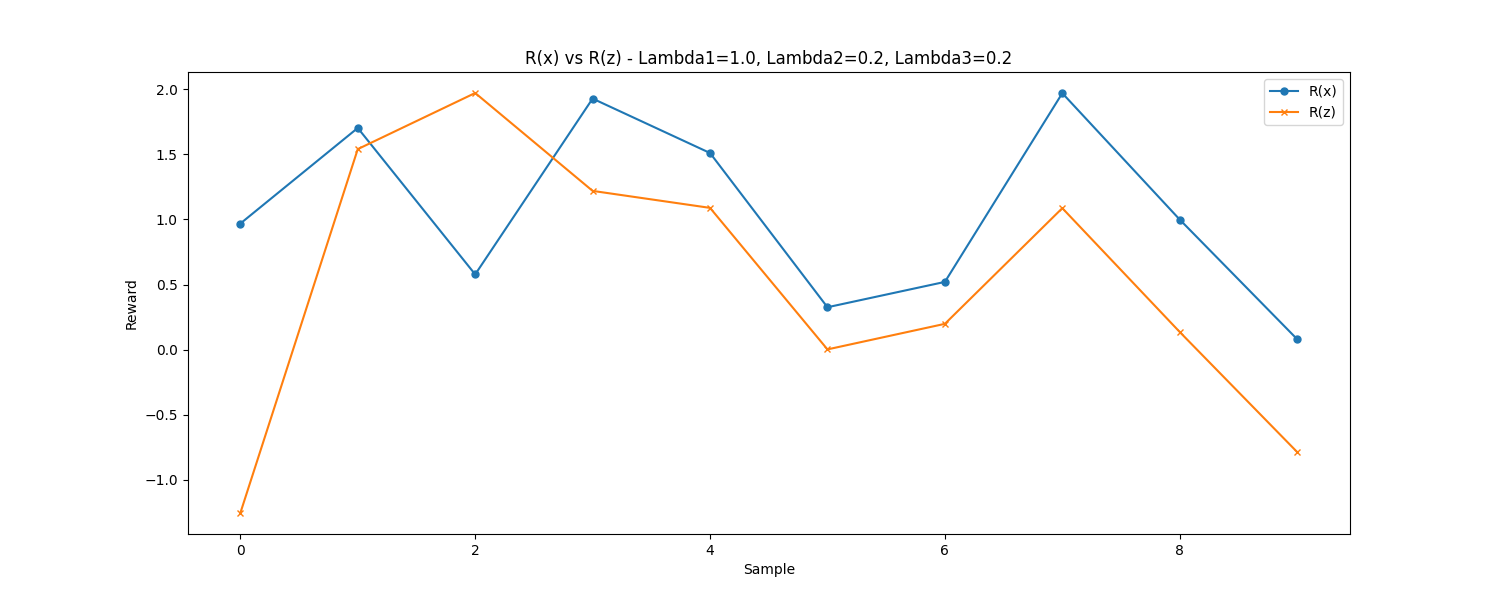 R(x) vs R(z) - Lambda1=1.0, Lambda2=0.2, Lambda3=0.2
R(x)
R(z)
2.0
1.5
1.0
0.5
0.0
−0.5
−1.0
Reward
0 2 4 6 8
Sample